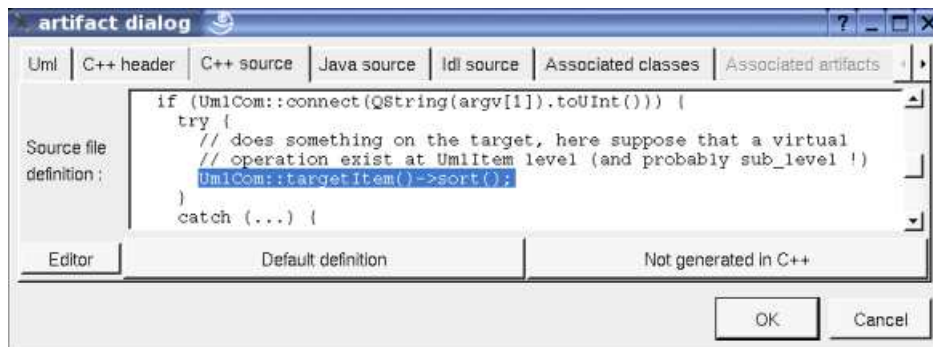 artifact dialog
Uml C++ header C++ source Java source Idl source Associated classes Associated artifacts
if (UmlCom::connect(QString(argv[1]).toUInt())) {
try {
// does something on the target, here suppose that a virtual
// operation exist at UmlItem level (and probably sub_level !)
UmlCom::targetItem()->sort();
}
catch (...) {
Source file
definition :
Editor Default definition Not generated in C++
OK Cancel